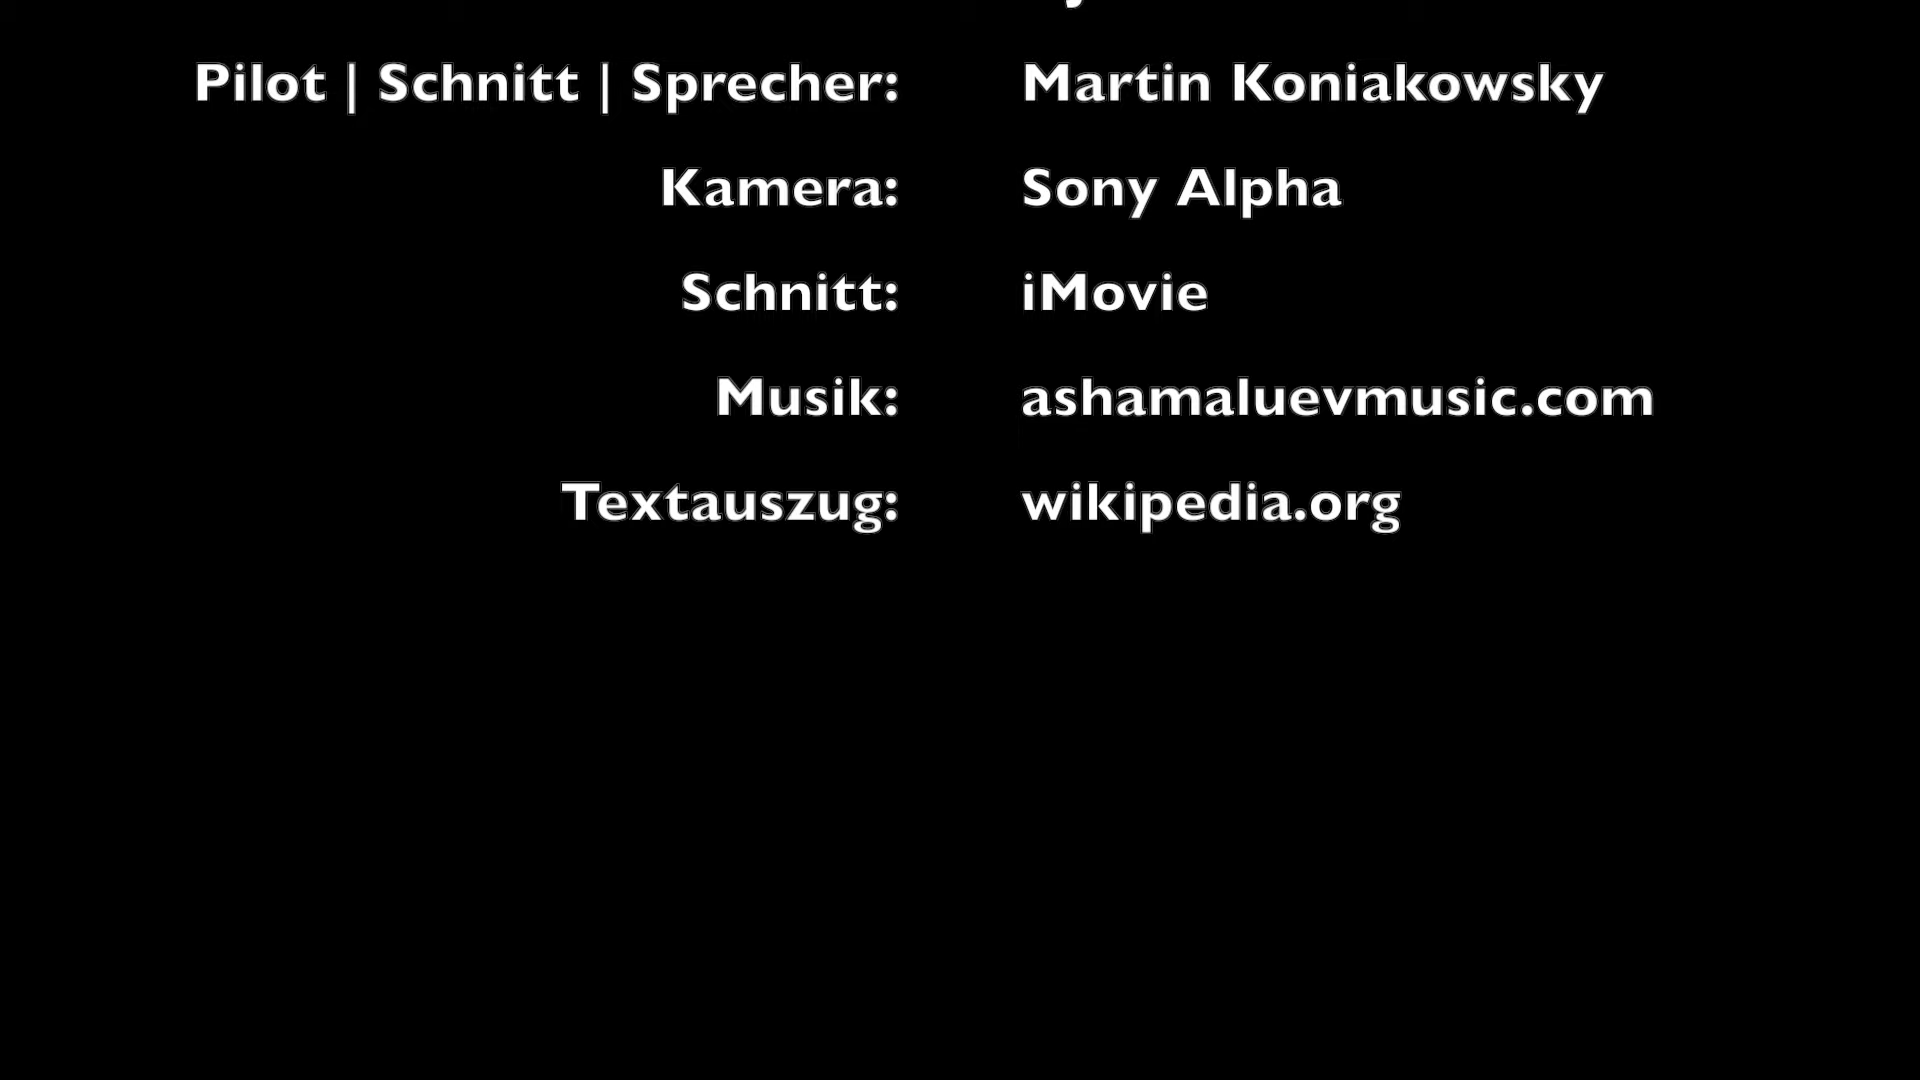 Pilot | Schnitt | Sprecher: Martin Koniakowsky
Kamera: Sony Alpha
Schnitt: iMovie
Musik: ashamaluevmusic.com
Textauszug: wikipedia.org